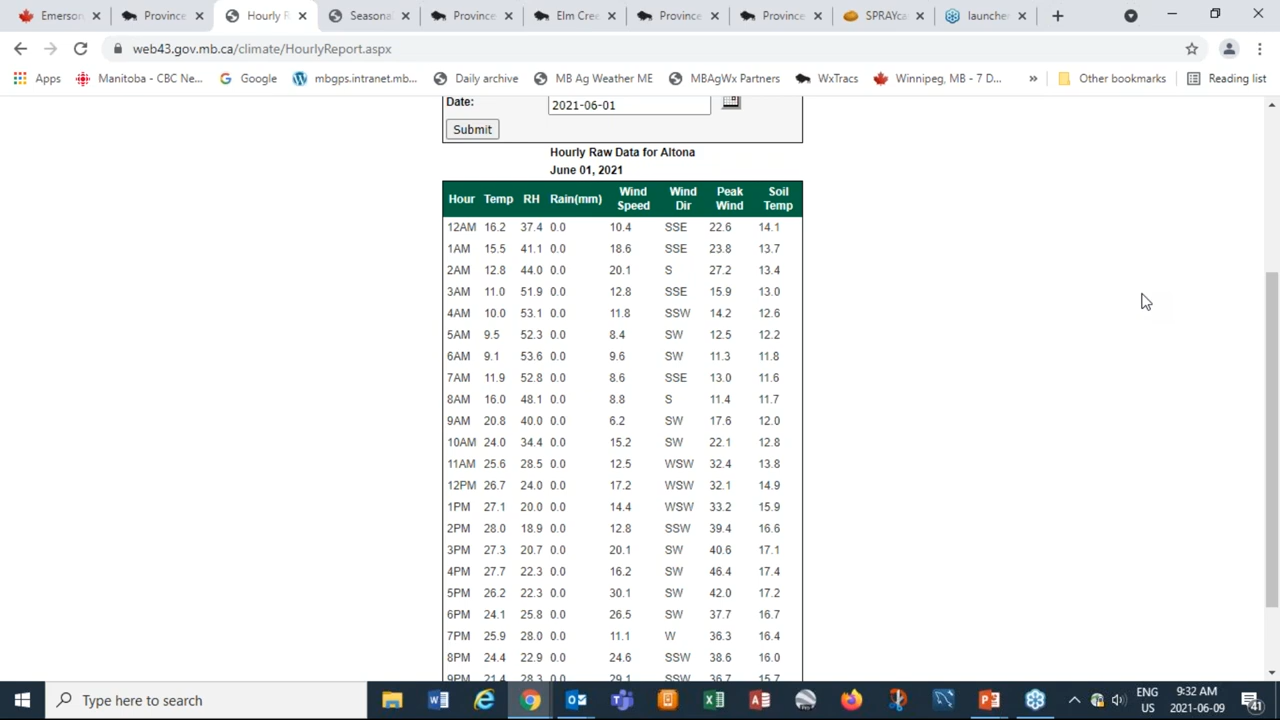 Emerson
Province
Hourly R
Seasonal
Province
Elm Cree
Province
Province
SPRAYca
launche
web43.gov.mb.ca/climate/HourlyReport.aspx
Apps Manitoba - CBC Ne... Google mbgps.intranet.mb... Daily archive MB Ag Weather ME MBAgWx Partners WxTracs Winnipeg, MB - 7 D... » Other bookmarks Reading list
Date: 2021-06-01
Submit
Hourly Raw Data for Altona
June 01, 2021
Hour Temp RH Rain(mm) Wind Speed Wind Dir Peak Wind Soil Temp
12AM 16.2 37.4 0.0 10.4 SSE 22.6 14.1
1AM 15.5 41.1 0.0 18.6 SSE 23.8 13.7
2AM 12.8 44.0 0.0 20.1 S 27.2 13.4
3AM 11.0 51.9 0.0 12.8 SSE 15.9 13.0
4AM 10.0 53.1 0.0 11.8 SSW 14.2 12.6
5AM 9.5 52.3 0.0 8.4 SW 12.5 12.2
6AM 9.1 53.6 0.0 9.6 SW 11.3 11.8
7AM 11.9 52.8 0.0 8.6 SSE 13.0 11.6
8AM 16.0 48.1 0.0 8.8 S 11.4 11.7
9AM 20.8 40.0 0.0 6.2 SW 17.6 12.0
10AM 24.0 34.4 0.0 15.2 SW 22.1 12.8
11AM 25.6 28.5 0.0 12.5 WSW 32.4 13.8
12PM 26.7 24.0 0.0 17.2 WSW 32.1 14.9
1PM 27.1 20.0 0.0 14.4 WSW 33.2 15.9
2PM 28.0 18.9 0.0 12.8 SSW 39.4 16.6
3PM 27.3 20.7 0.0 20.1 SW 40.6 17.1
4PM 27.7 22.3 0.0 16.2 SW 46.4 17.4
5PM 26.2 22.3 0.0 30.1 SW 42.0 17.2
6PM 24.1 25.8 0.0 26.5 SW 37.7 16.7
7PM 25.9 28.0 0.0 11.1 W 36.3 16.4
8PM 24.4 22.9 0.0 24.6 SSW 38.6 16.0
9PM 21.4 28.3 0.0 29.1 SSW 36.7 15.7
Type here to search
ENG
US
9:32 AM
2021-06-09
41